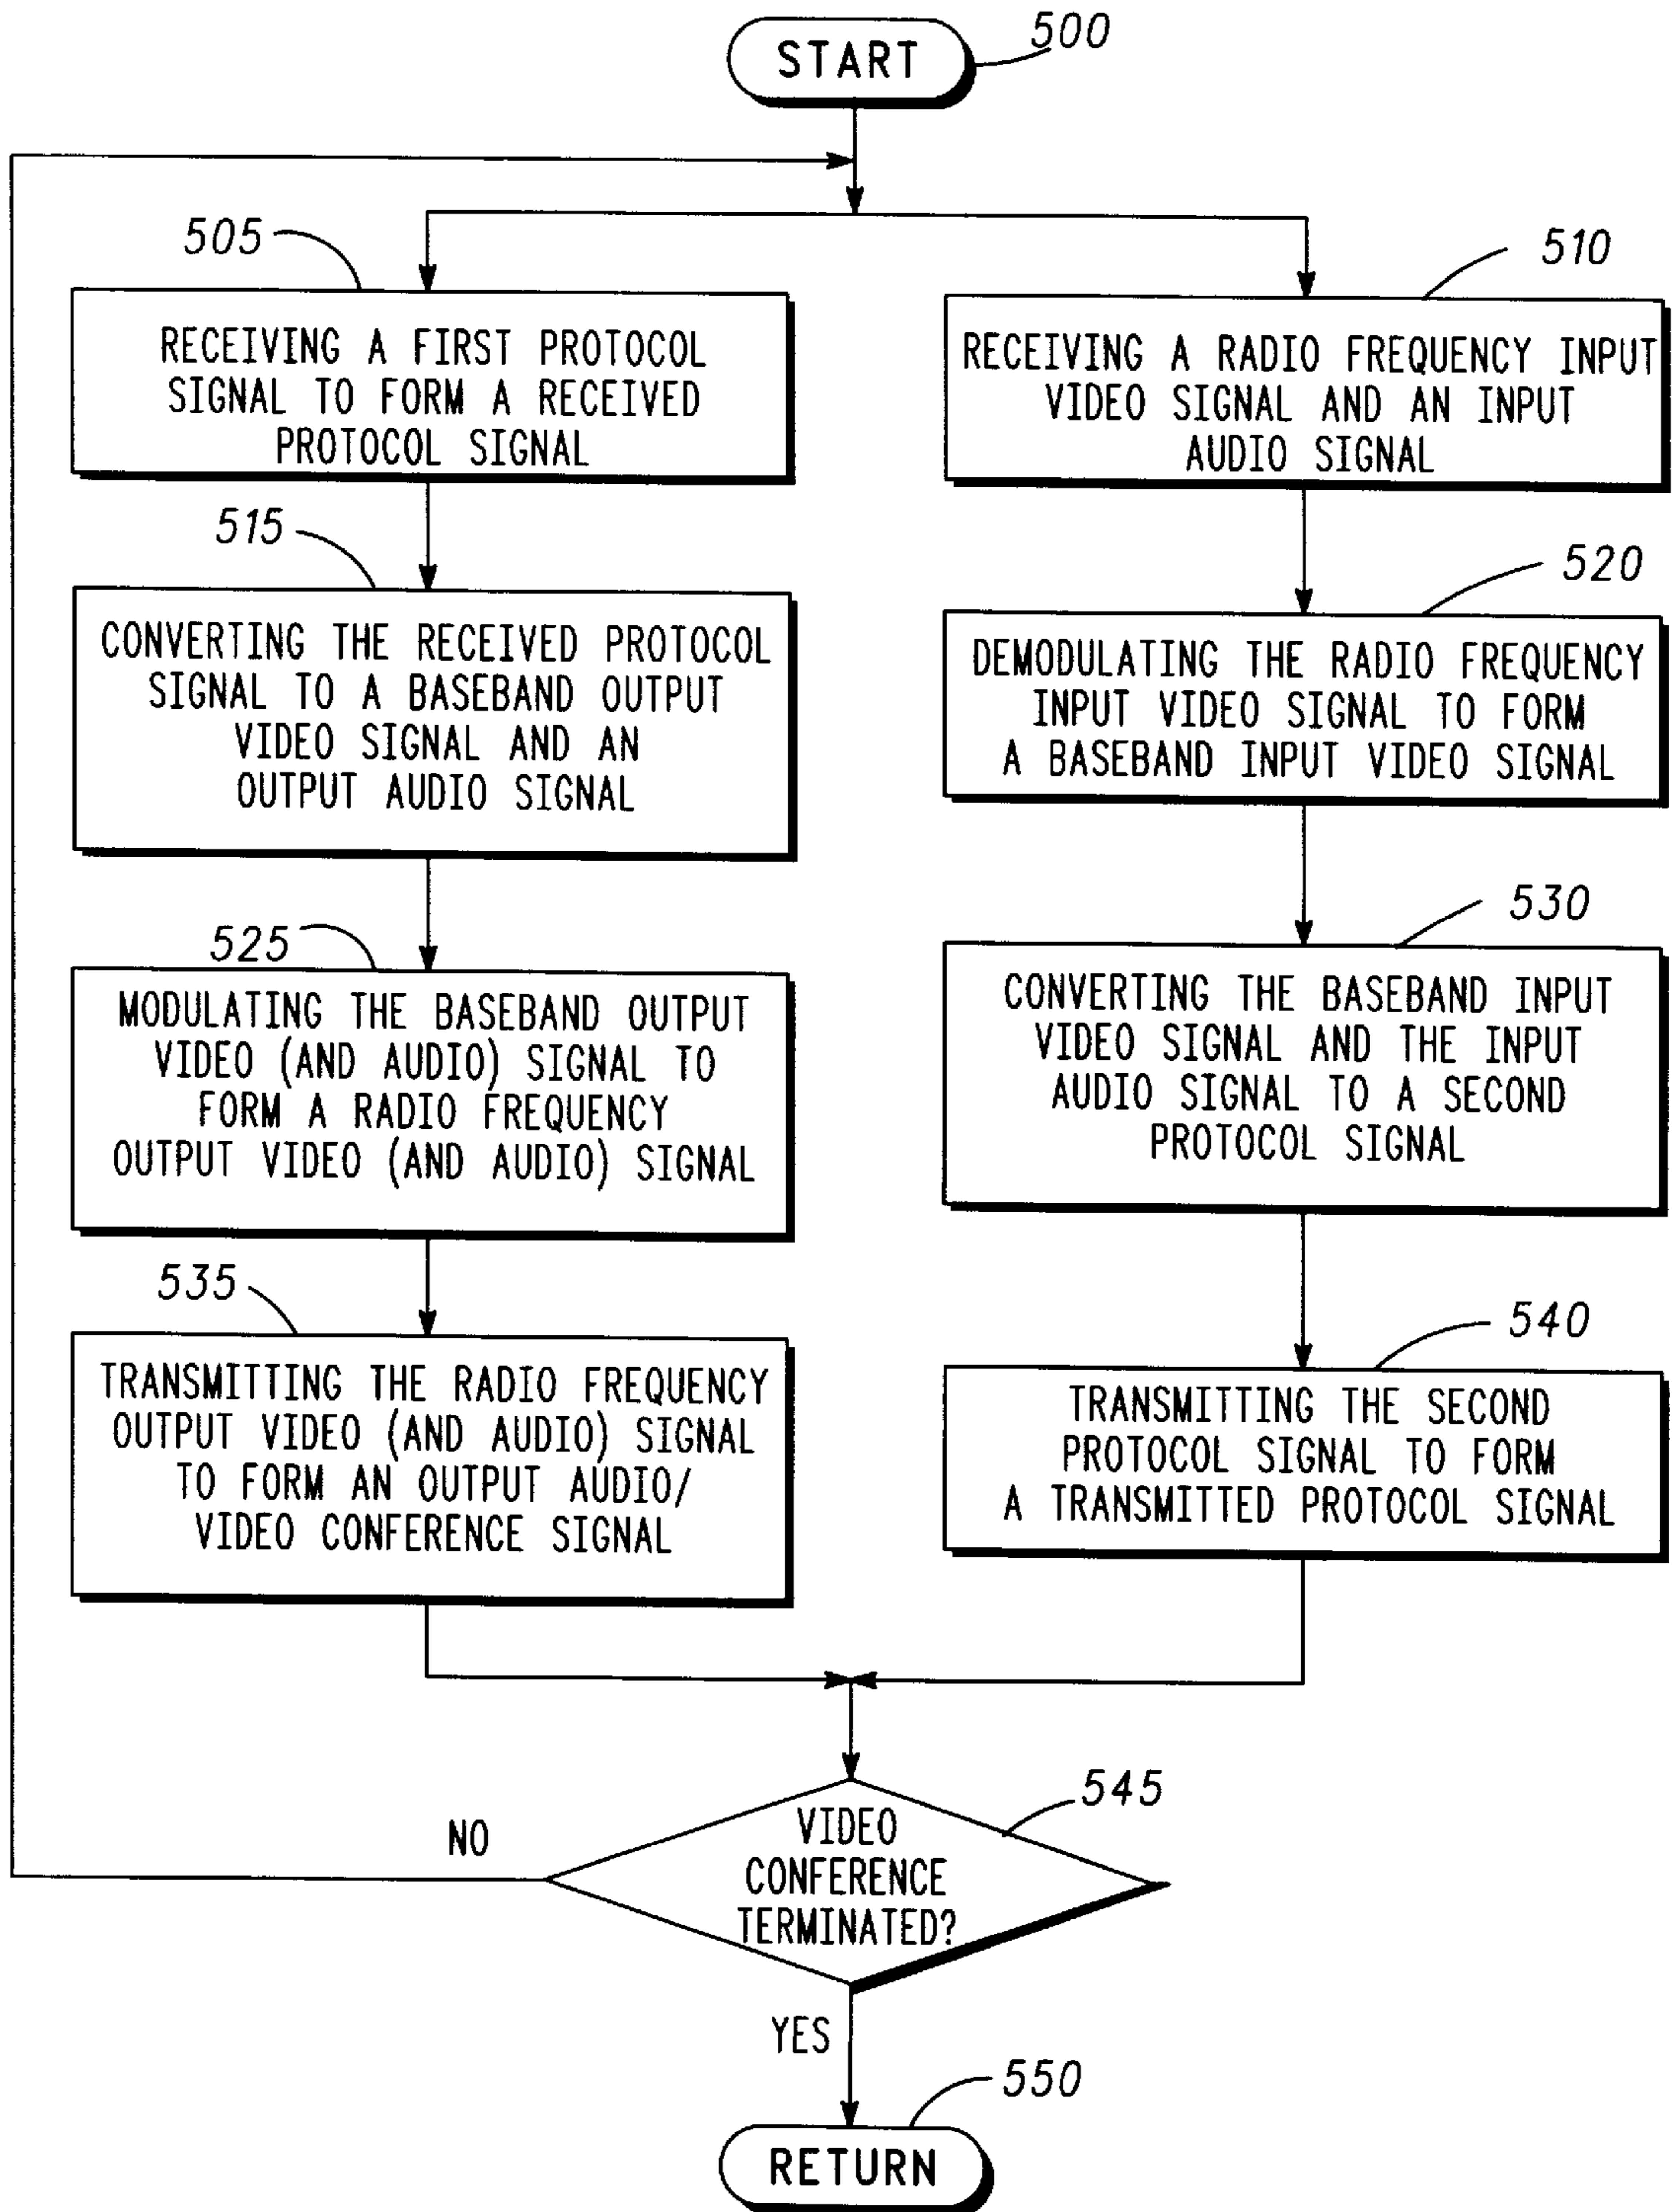 START
500
505
RECEIVING A FIRST PROTOCOL
SIGNAL TO FORM A RECEIVED
PROTOCOL SIGNAL
510
RECEIVING A RADIO FREQUENCY INPUT
VIDEO SIGNAL AND AN INPUT
AUDIO SIGNAL
515
CONVERTING THE RECEIVED PROTOCOL
SIGNAL TO A BASEBAND OUTPUT
VIDEO SIGNAL AND AN
OUTPUT AUDIO SIGNAL
520
DEMODULATING THE RADIO FREQUENCY
INPUT VIDEO SIGNAL TO FORM
A BASEBAND INPUT VIDEO SIGNAL
525
MODULATING THE BASEBAND OUTPUT
VIDEO (AND AUDIO) SIGNAL TO
FORM A RADIO FREQUENCY
OUTPUT VIDEO (AND AUDIO) SIGNAL
530
CONVERTING THE BASEBAND INPUT
VIDEO SIGNAL AND THE INPUT
AUDIO SIGNAL TO A SECOND
PROTOCOL SIGNAL
535
TRANSMITTING THE RADIO FREQUENCY
OUTPUT VIDEO (AND AUDIO) SIGNAL
TO FORM AN OUTPUT AUDIO/
VIDEO CONFERENCE SIGNAL
540
TRANSMITTING THE SECOND
PROTOCOL SIGNAL TO FORM
A TRANSMITTED PROTOCOL SIGNAL
545
VIDEO
CONFERENCE
TERMINATED?
NO
YES
550
RETURN